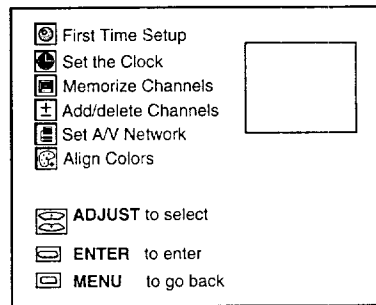 First Time Setup
Set the Clock
Memorize Channels
Add/delete Channels
Set A/V Network
Align Colors
ADJUST to select
ENTER to enter
MENU to go back